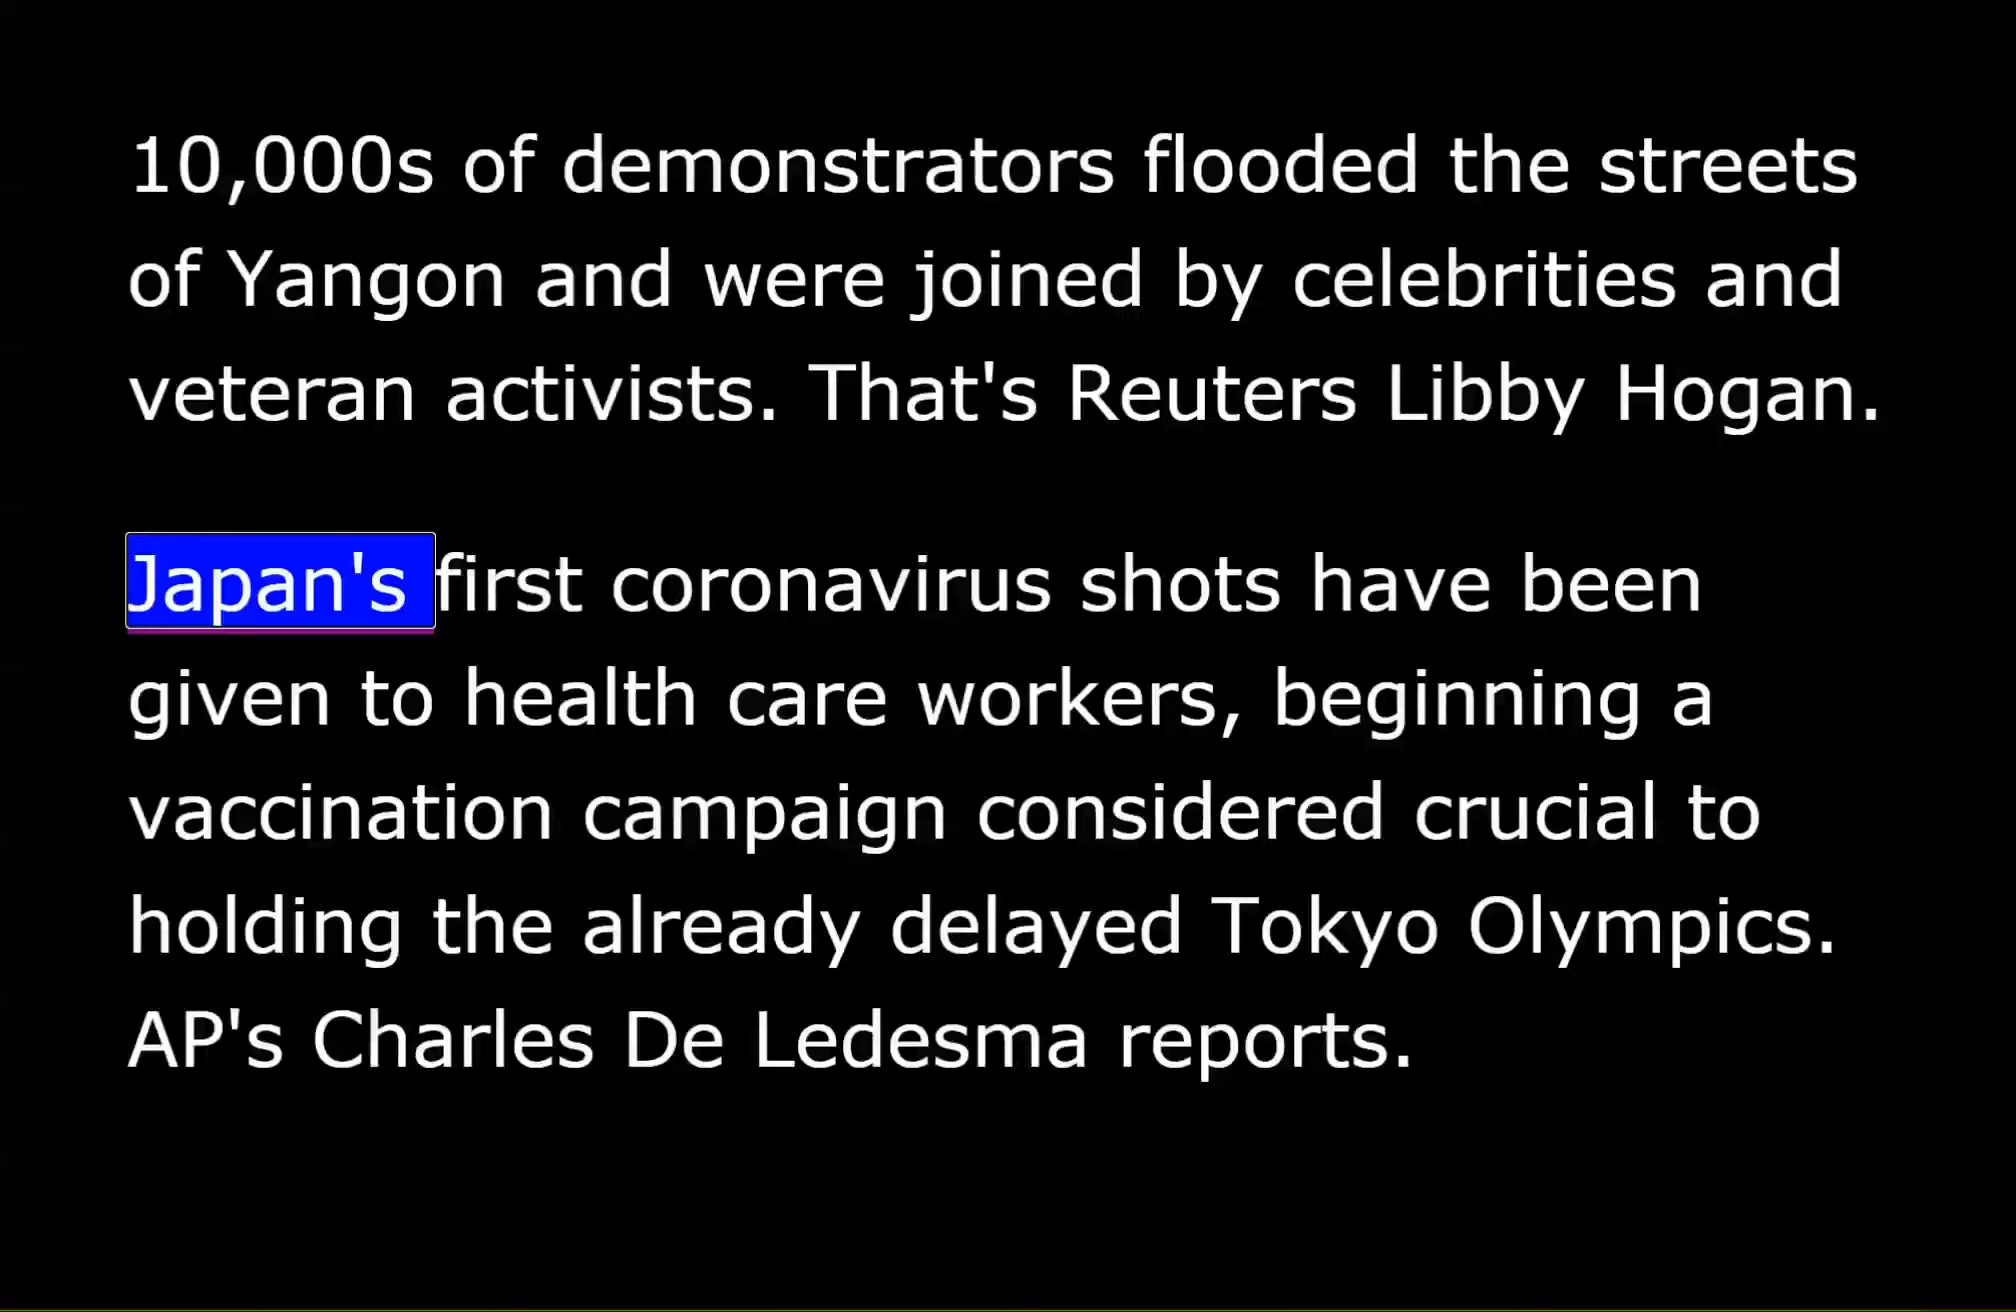 10,000s of demonstrators flooded the streets
of Yangon and were joined by celebrities and
veteran activists. That's Reuters Libby Hogan.
Japan's first coronavirus shots have been
given to health care workers, beginning a
vaccination campaign considered crucial to
holding the already delayed Tokyo Olympics.
AP's Charles De Ledesma reports.